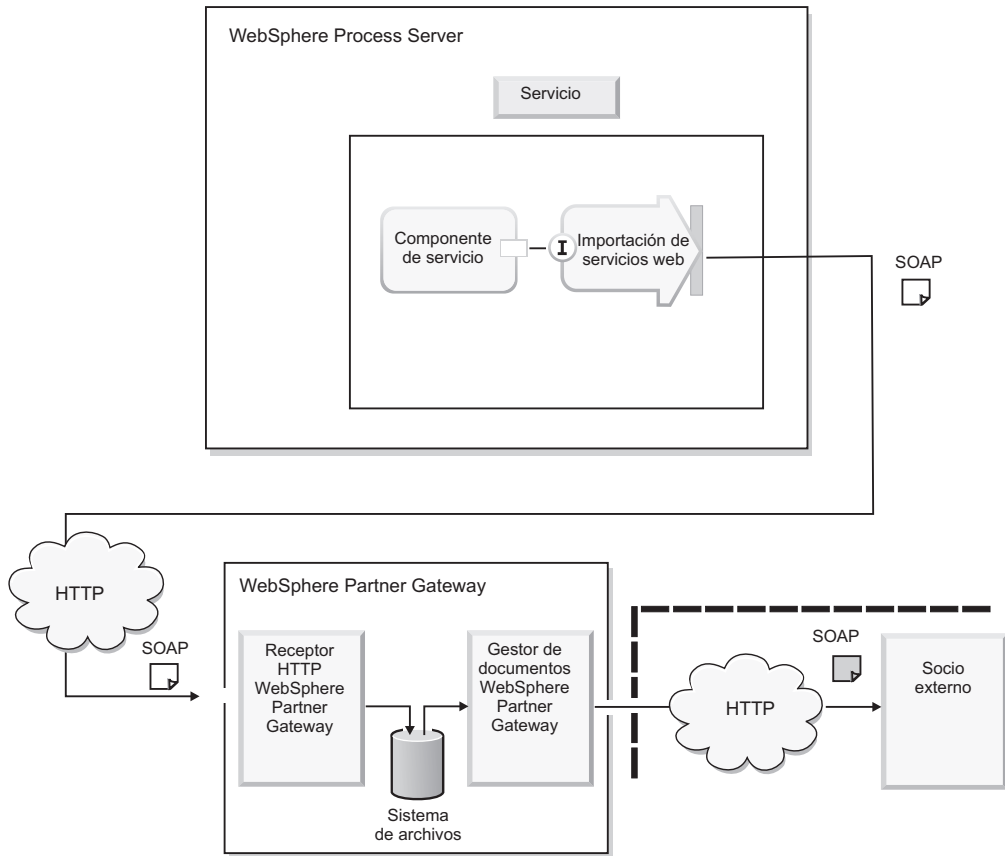 WebSphere Process Server
Servicio
Componente
de servicio
I
Importación de
servicios web
SOAP
HTTP
SOAP
WebSphere Partner Gateway
Receptor
HTTP
WebSphere
Partner
Gateway
Sistema
de archivos
Gestor de
documentos
WebSphere
Partner
Gateway
HTTP
SOAP
Socio
externo